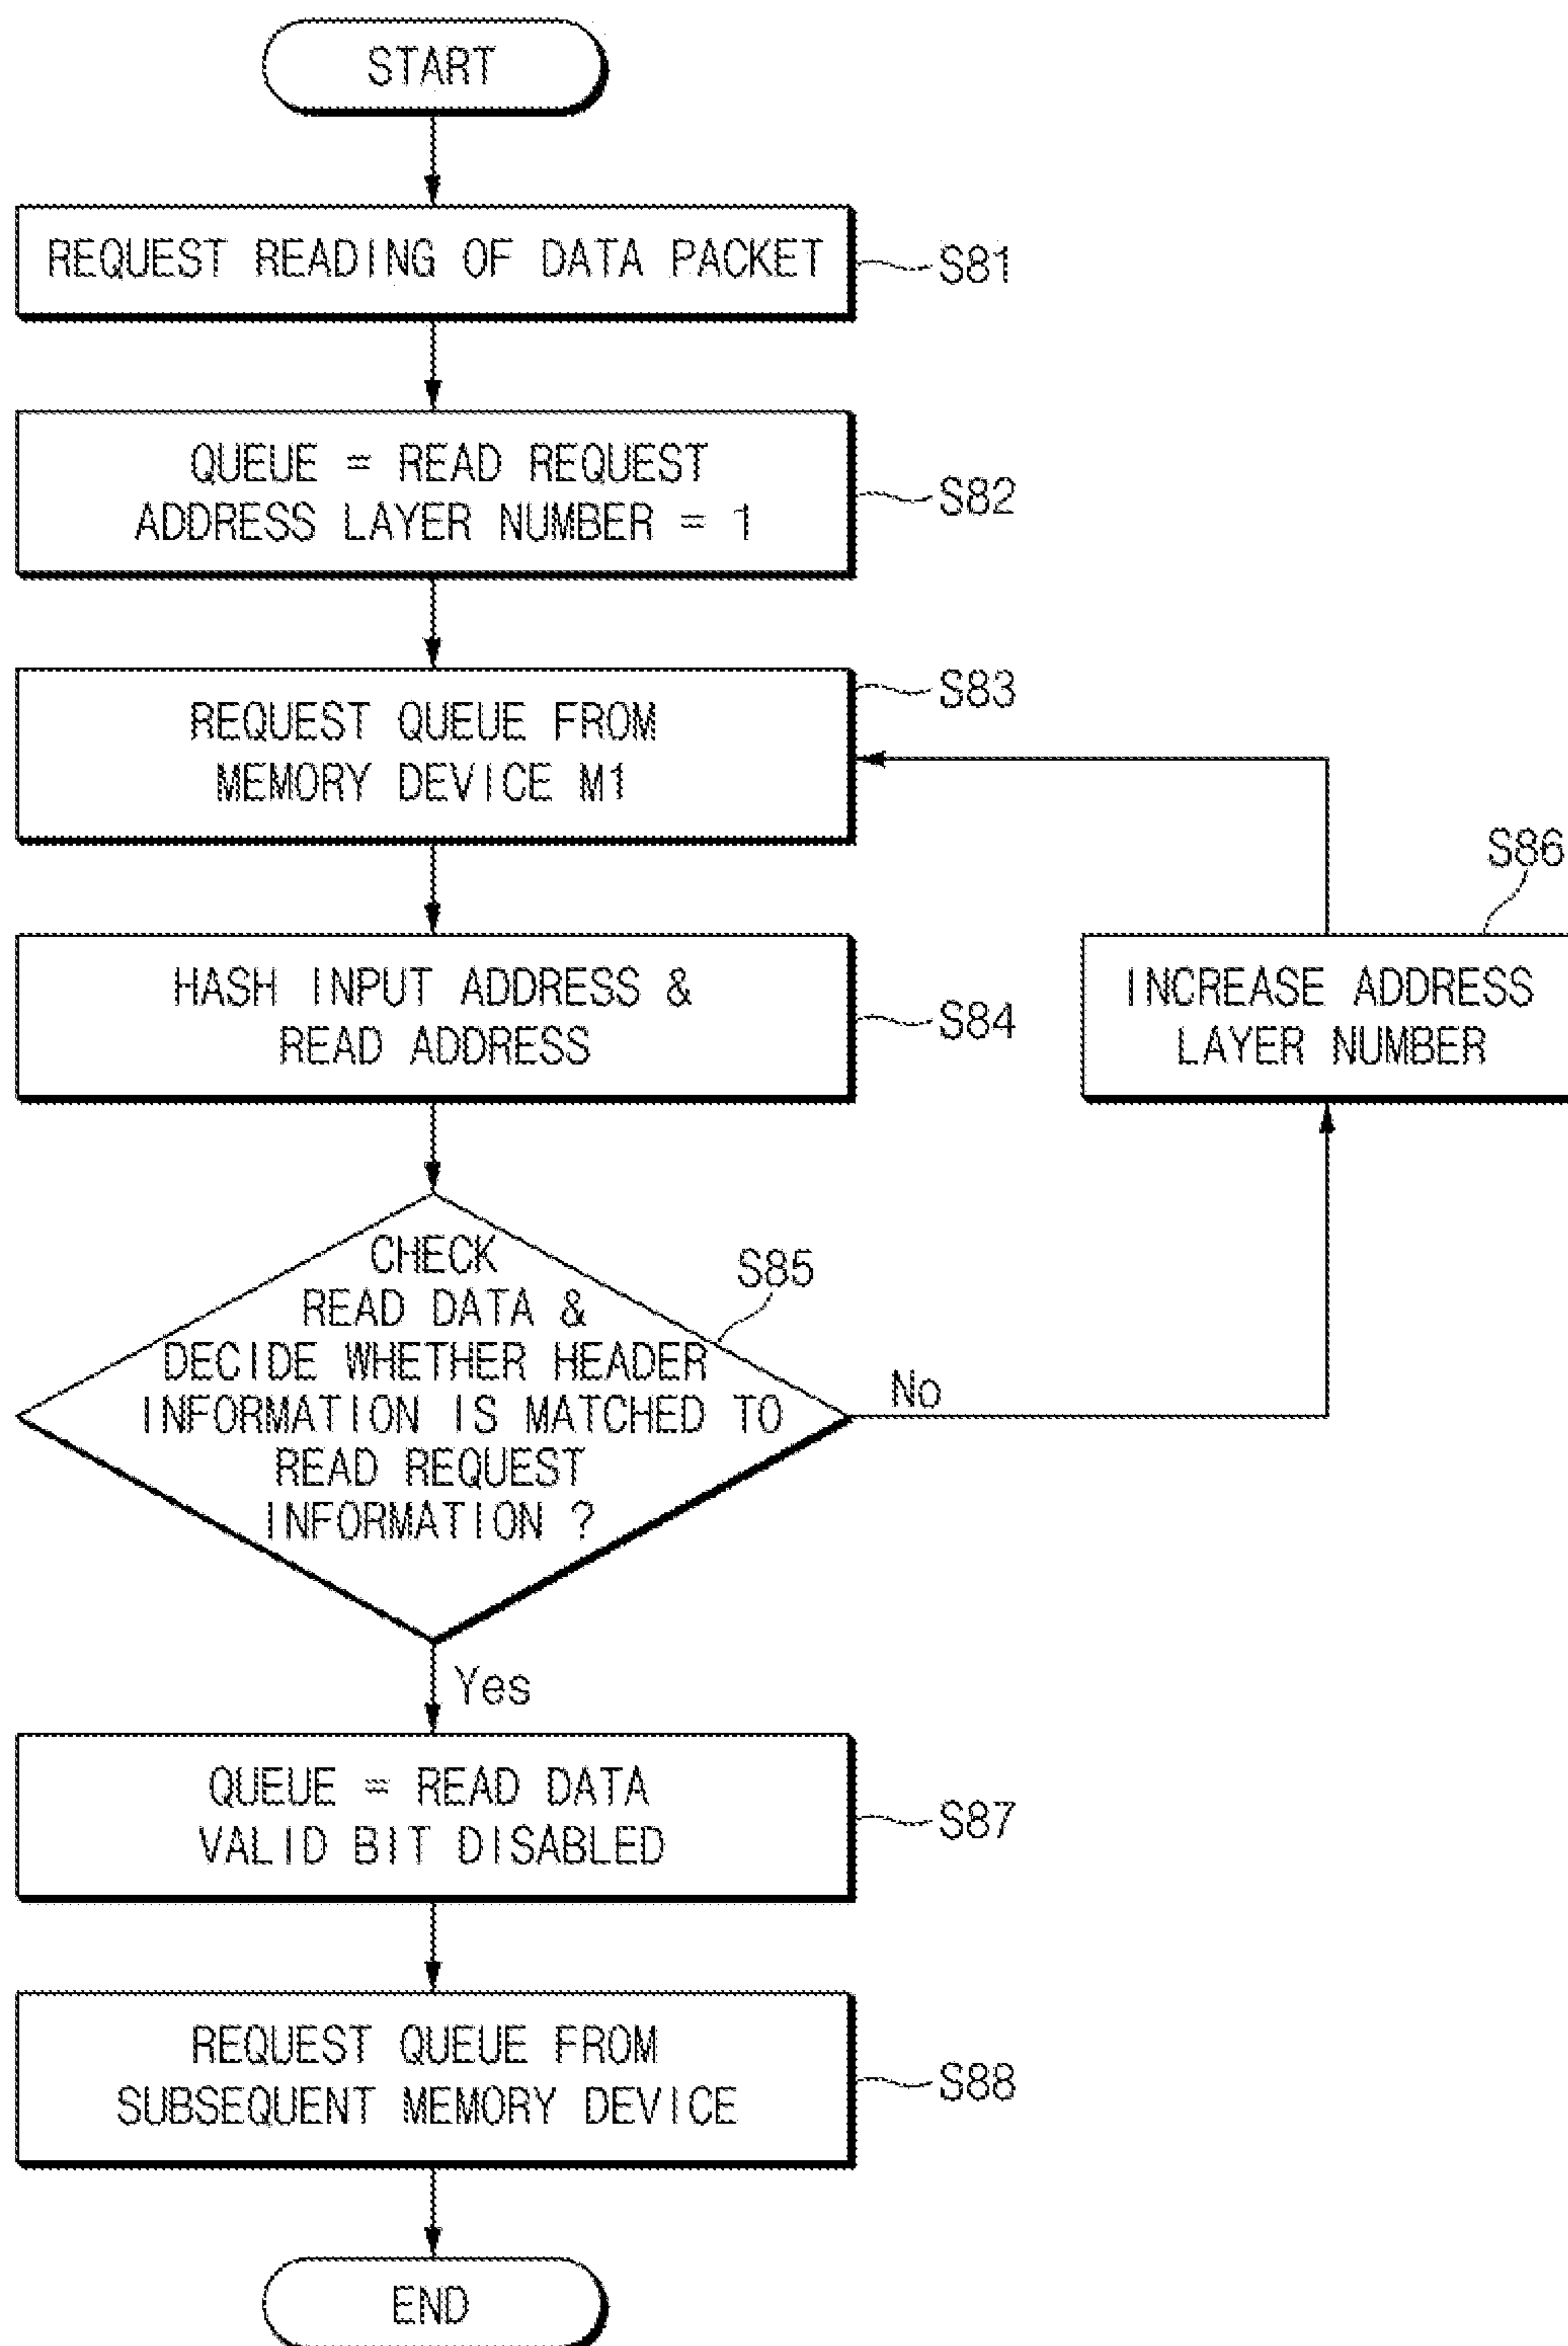 START
REQUEST READING OF DATA PACKET
S81
QUEUE = READ REQUEST
ADDRESS LAYER NUMBER = 1
S82
REQUEST QUEUE FROM
MEMORY DEVICE M1
S83
HASH INPUT ADDRESS &
READ ADDRESS
S84
S86
INCREASE ADDRESS
LAYER NUMBER
CHECK
READ DATA &
DECIDE WHETHER HEADER
INFORMATION IS MATCHED TO
READ REQUEST
INFORMATION ?
S85
No
Yes
QUEUE = READ DATA
VALID BIT DISABLED
S87
REQUEST QUEUE FROM
SUBSEQUENT MEMORY DEVICE
S88
END